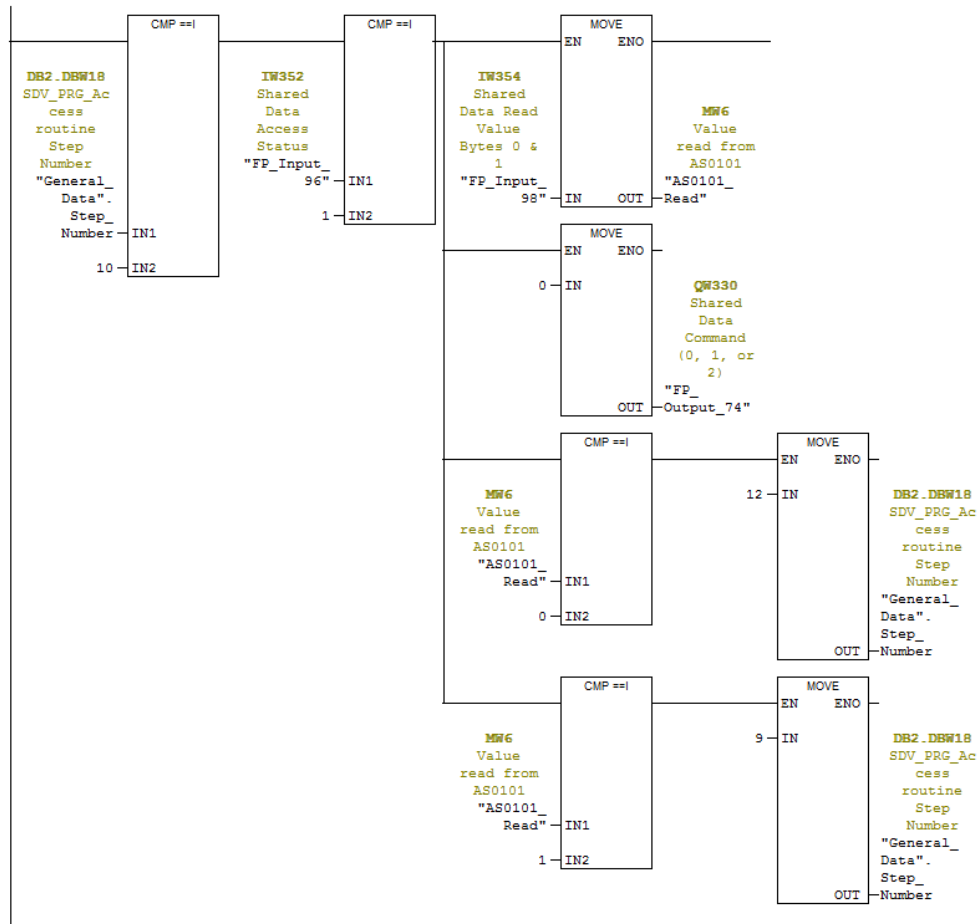 CMP ==I
CMP ==I
MOVE
EN ENO
DB2.DBW18
SDV_PRG_Ac
cess
routine
Step
Number
"General_
Data".
Step_
Number
IN1
10
IN2
IW352
Shared
Data
Access
Status
"FP_Input_
96"
IN1
1
IN2
IW354
Shared
Data Read
Value
Bytes 0 &
1
"FP_Input_
98"
IN
OUT
MW6
Value
read from
AS0101
"AS0101_
Read"
MOVE
EN ENO
0
IN
OUT
QW330
Shared
Data
Command
(0, 1, or
2)
"FP_
Output_74"
CMP ==I
MW6
Value
read from
AS0101
"AS0101_
Read"
IN1
0
IN2
MOVE
EN ENO
12
IN
OUT
DB2.DBW18
SDV_PRG_Ac
cess
routine
Step
Number
"General_
Data".
Step_
Number
CMP ==I
MW6
Value
read from
AS0101
"AS0101_
Read"
IN1
1
IN2
MOVE
EN ENO
9
IN
OUT
DB2.DBW18
SDV_PRG_Ac
cess
routine
Step
Number
"General_
Data".
Step_
Number